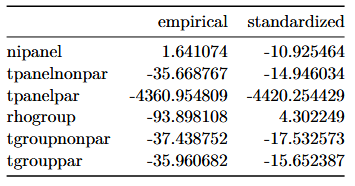 empirical standardized
nipanel 1.641074 -10.925464
tpanelnonpar -35.668767 -14.946034
tpanelpar -4360.954809 -4420.254429
rhogroup -93.898108 4.302249
tgroupnonpar -37.438752 -17.532573
tgrouppar -35.960682 -15.652387